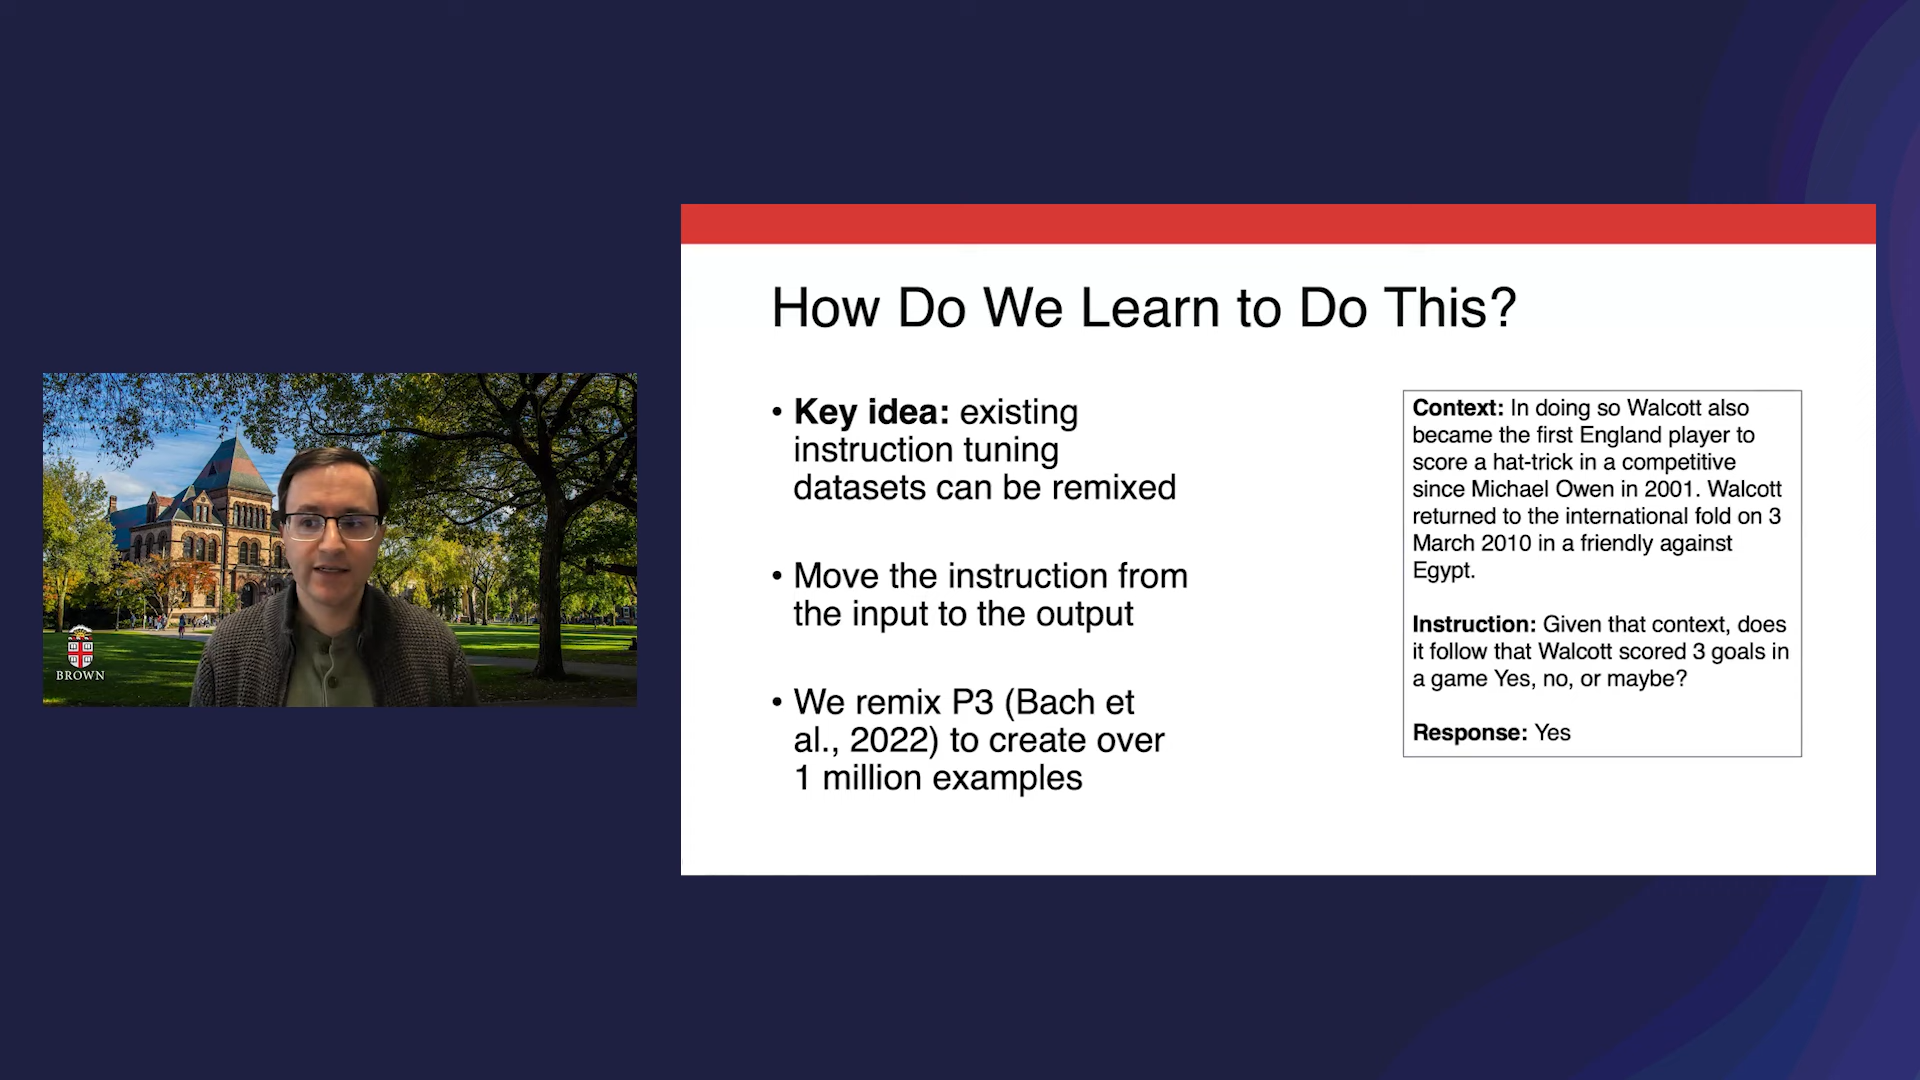 BROWN
How Do We Learn to Do This?
• Key idea: existing
instruction tuning
datasets can be remixed
• Move the instruction from
the input to the output
• We remix P3 (Bach et
al., 2022) to create over
1 million examples
Context: In doing so Walcott also
became the first England player to
score a hat-trick in a competitive
since Michael Owen in 2001. Walcott
returned to the international fold on 3
March 2010 in a friendly against
Egypt.
Instruction: Given that context, does
it follow that Walcott scored 3 goals in
a game Yes, no, or maybe?
Response: Yes